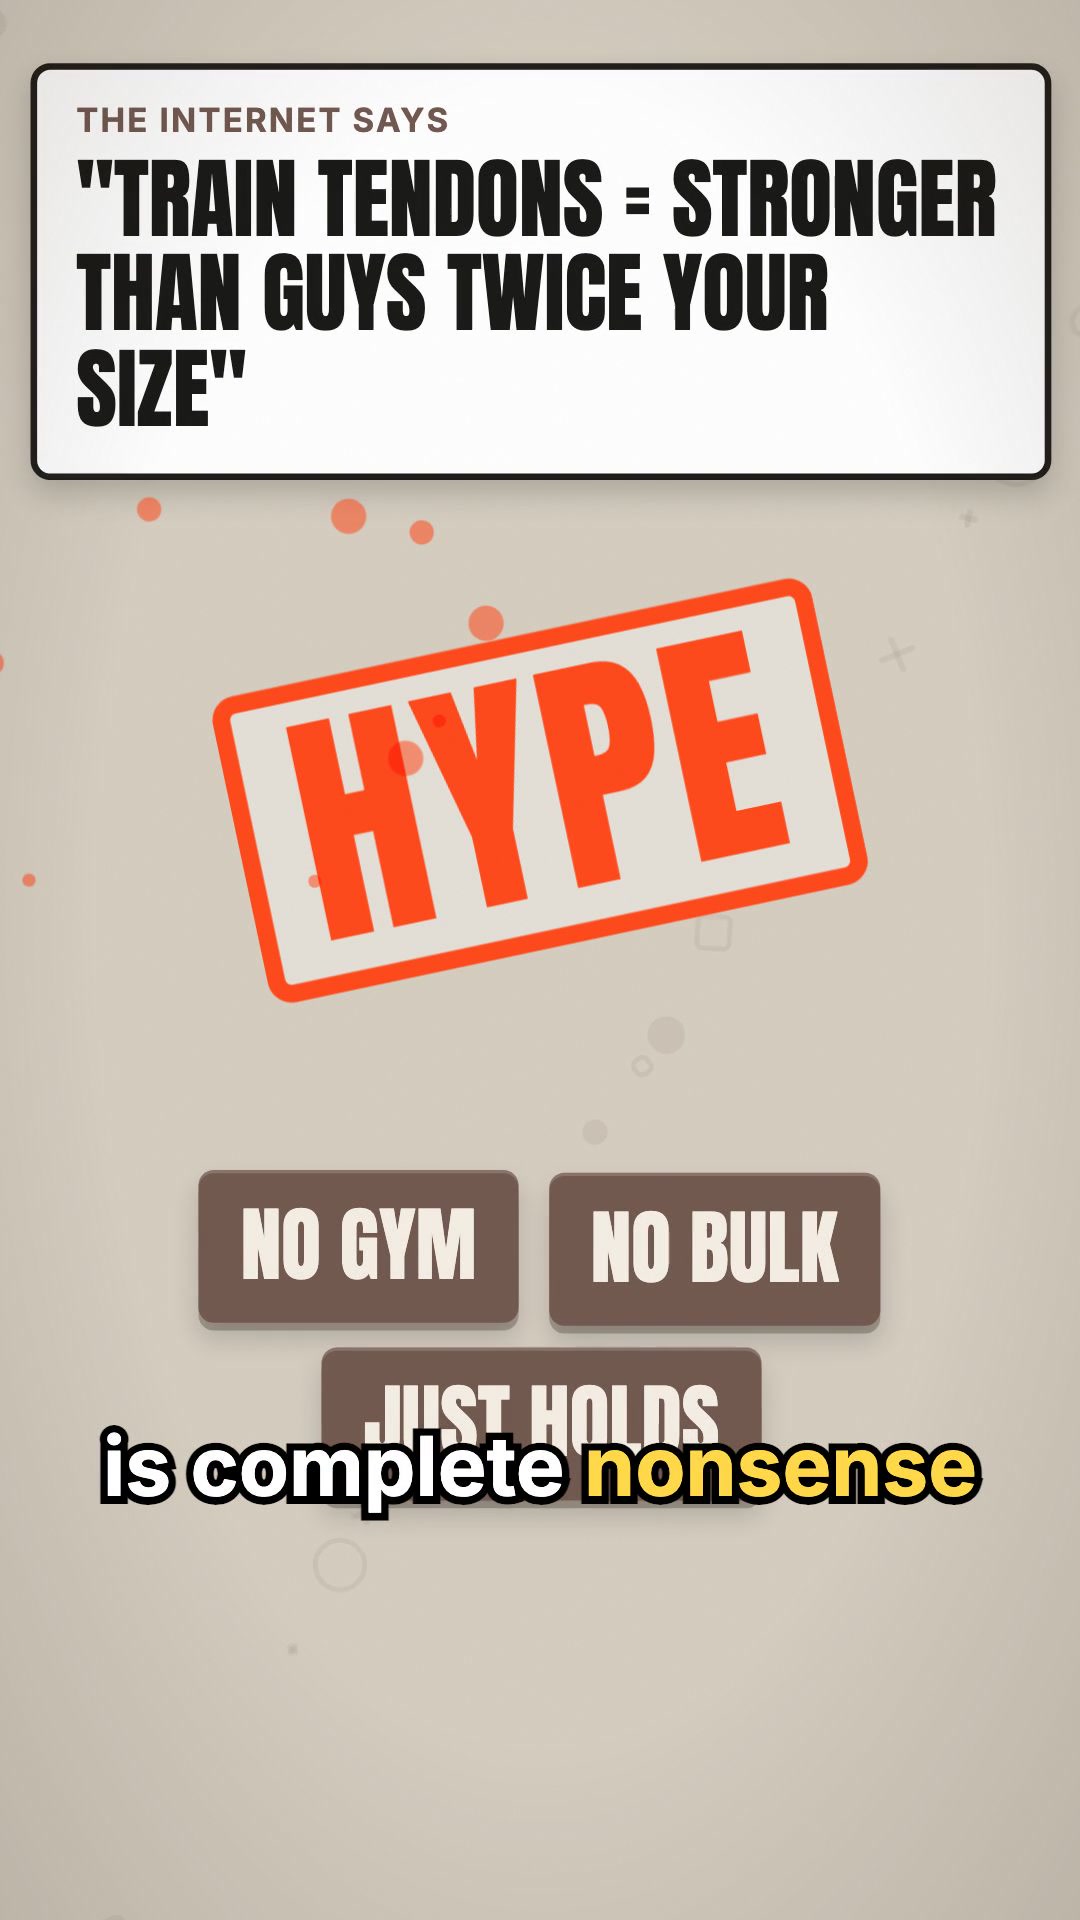 THE INTERNET SAYS
"TRAIN TENDONS = STRONGER
THAN GUYS TWICE YOUR
SIZE"
HYPE
NO GYM
NO BULK
JUST HOLDS
is complete nonsense